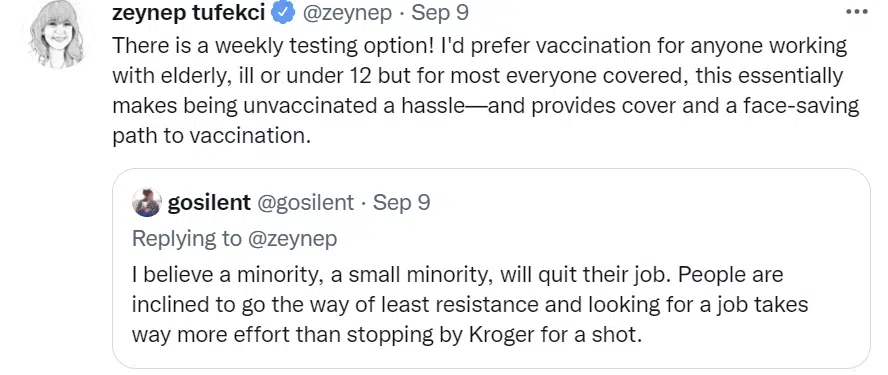 zeynep tufekci @zeynep · Sep 9
There is a weekly testing option! I'd prefer vaccination for anyone working
with elderly, ill or under 12 but for most everyone covered, this essentially
makes being unvaccinated a hassle—and provides cover and a face-saving
path to vaccination.
gosilent @gosilent · Sep 9
Replying to @zeynep
I believe a minority, a small minority, will quit their job. People are
inclined to go the way of least resistance and looking for a job takes
way more effort than stopping by Kroger for a shot.